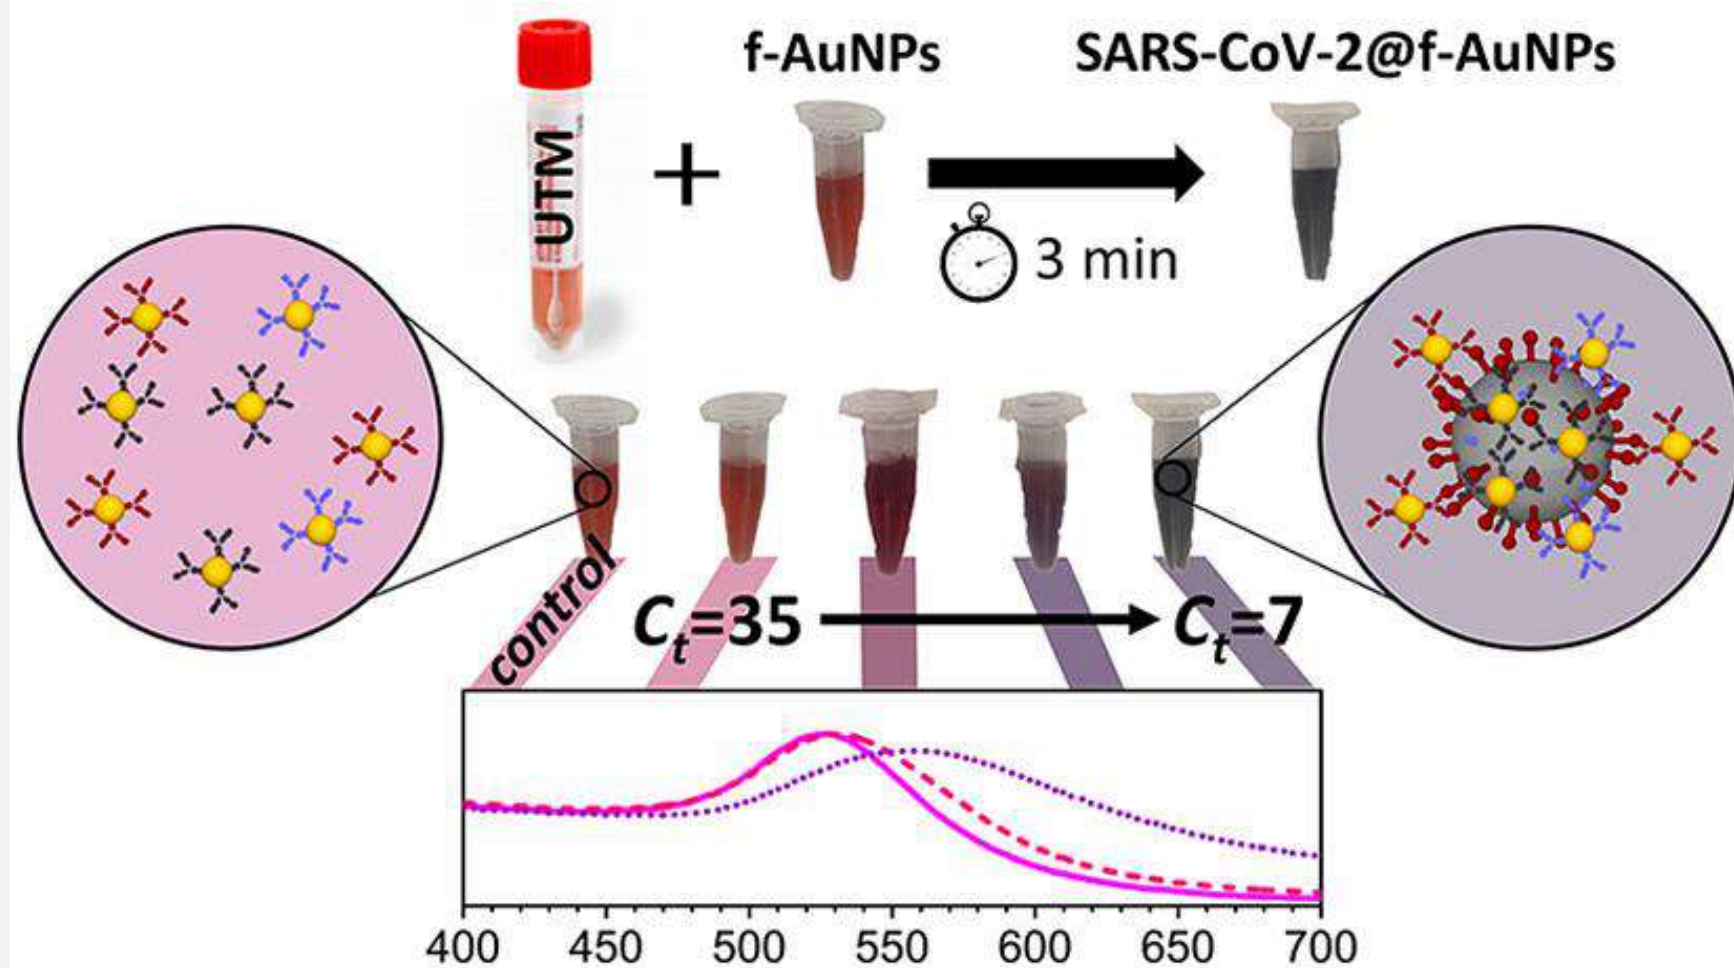 f-AuNPs
SARS-CoV-2@f-AuNPs
UTM
+
3 min
control
Ct=35
Ct=7
400 450 500 550 600 650 700